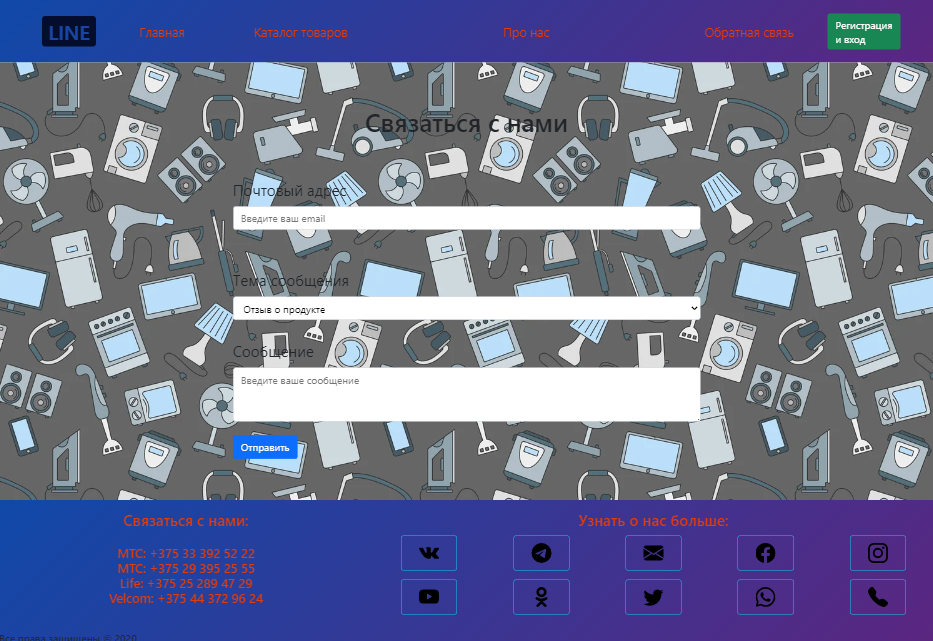 LINE
Главная
Каталог товаров
Про нас
Обратная связь
Регистрация
и вход
Связаться с нами
Почтовый адрес
Введите ваш email
Тема сообщения
Отзыв о продукте
Сообщение
Введите ваше сообщение
Отправить
Связаться с нами:
МТС: +375 33 392 52 22
МТС: +375 29 395 25 55
Life: +375 25 289 47 29
Velcom: +375 44 372 96 24
Узнать о нас больше:
Все права защищены © 2020